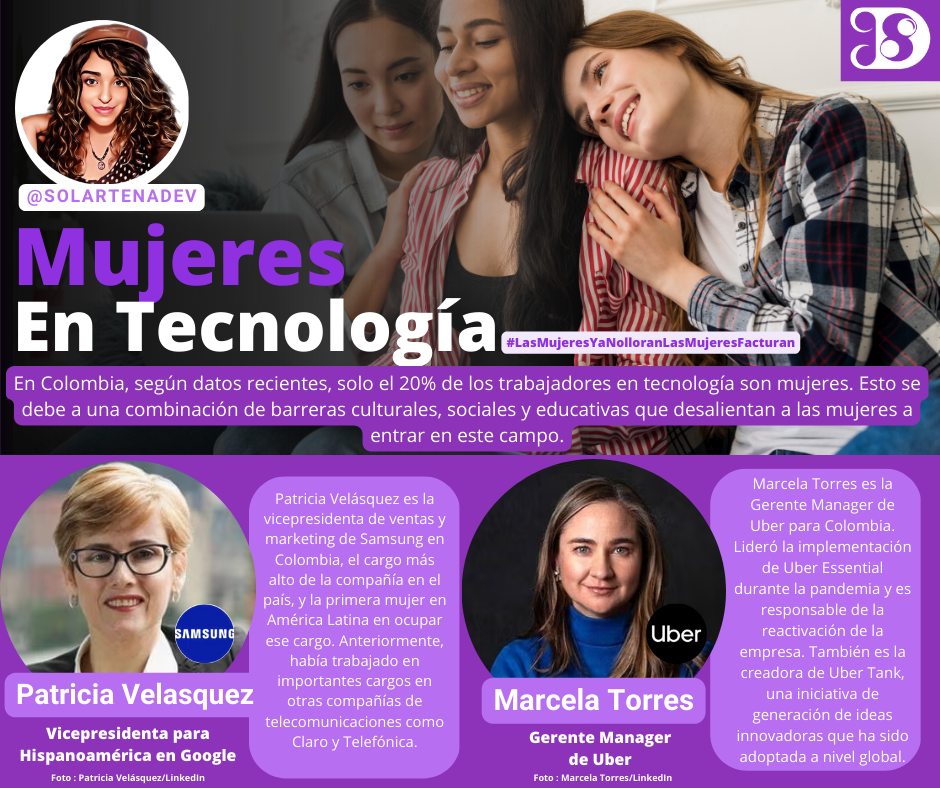 @SOLARTENADEV
Mujeres
En Tecnología
#LasMujeresYaNolloranLasMujeresFacturan
En Colombia, según datos recientes, solo el 20% de los trabajadores en tecnología son mujeres. Esto se
debe a una combinación de barreras culturales, sociales y educativas que desalientan a las mujeres a
entrar en este campo.
SAMSUNG
Patricia Velasquez
Vicepresidenta para
Hispanoamérica en Google
Foto : Patricia Velásquez/LinkedIn
Patricia Velásquez es la
vicepresidenta de ventas y
marketing de Samsung en
Colombia, el cargo más
alto de la compañía en el
país, y la primera mujer en
América Latina en ocupar
ese cargo. Anteriormente,
había trabajado en
importantes cargos en
otras compañías de
telecomunicaciones como
Claro y Telefónica.
Uber
Marcela Torres
Gerente Manager
de Uber
Foto : Marcela Torres/LinkedIn
Marcela Torres es la
Gerente Manager de
Uber para Colombia.
Lideró la implementación
de Uber Essential
durante la pandemia y es
responsable de la
reactivación de la
empresa. También es la
creadora de Uber Tank,
una iniciativa de
generación de ideas
innovadoras que ha sido
adoptada a nivel global.